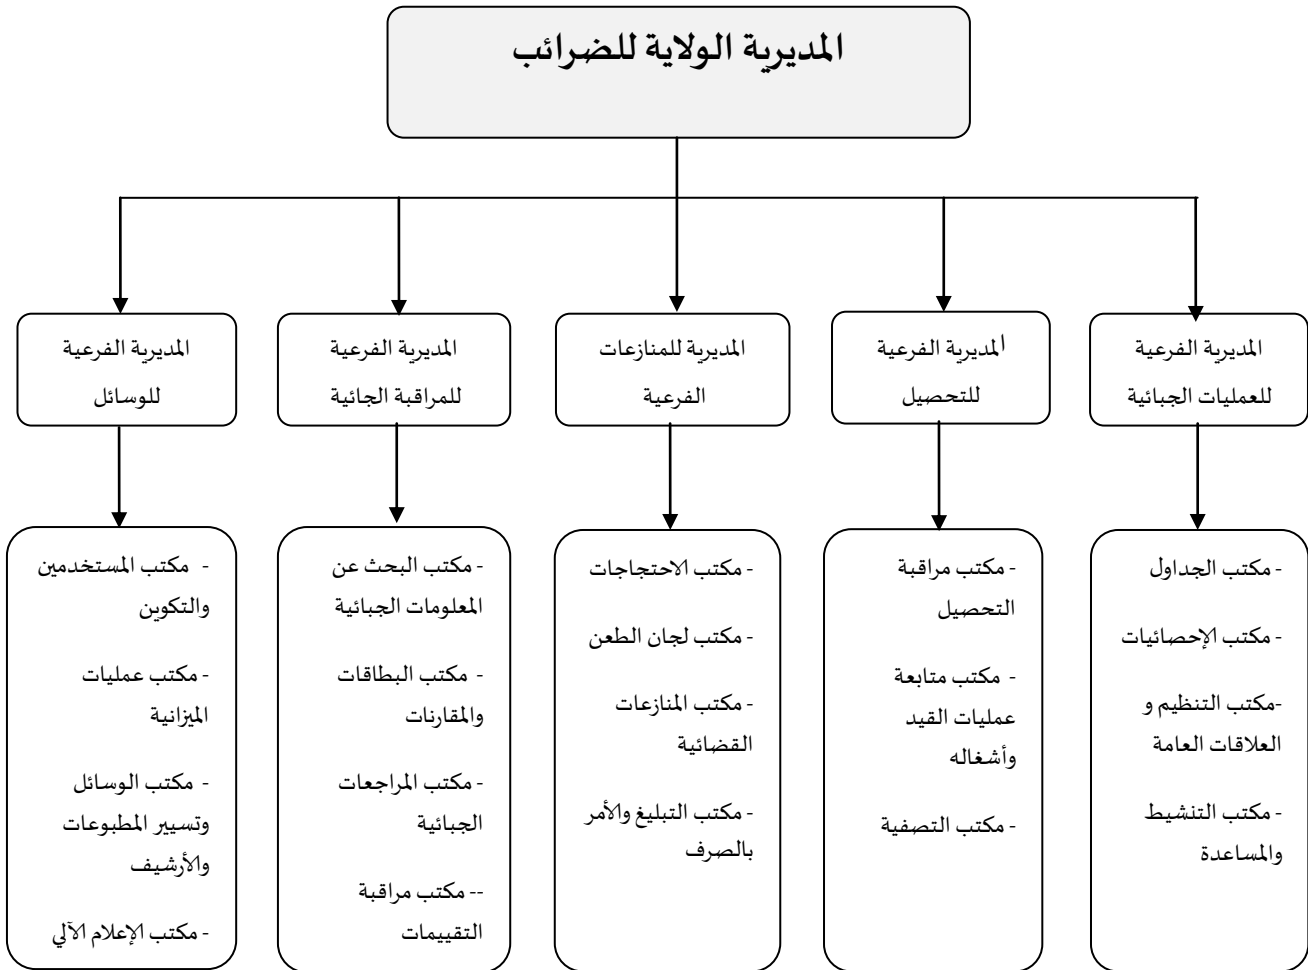 المديرية الولاية للضرائب
المديرية الفرعية
للعمليات الجبائية
المديرية الفرعية
للتحصيل
المديرية للمنازعات
الفرعية
المديرية الفرعية
للمراقبة الجائية
المديرية الفرعية
للوسائل
- مكتب الجداول
- مكتب الإحصائيات
-مكتب التنظيم و
العلاقات العامة
- مكتب التنشيط
والمساعدة
- مكتب مراقبة
التحصيل
- مكتب متابعة
عمليات القيد
وأشغاله
- مكتب التصفية
- مكتب الاحتجاجات
- مكتب لجان الطعن
- مكتب المنازعات
القضائية
- مكتب التبليغ والأمر
بالصرف
- مكتب البحث عن
المعلومات الجبائية
- مكتب البطاقات
والمقارنات
- مكتب المراجعات
الجبائية
-- مكتب مراقبة
التقييمات
- مكتب المستخدمين
والتكوين
- مكتب عمليات
الميزانية
- مكتب الوسائل
وتسيير المطبوعات
والأرشيف
- مكتب الإعلام الآلي